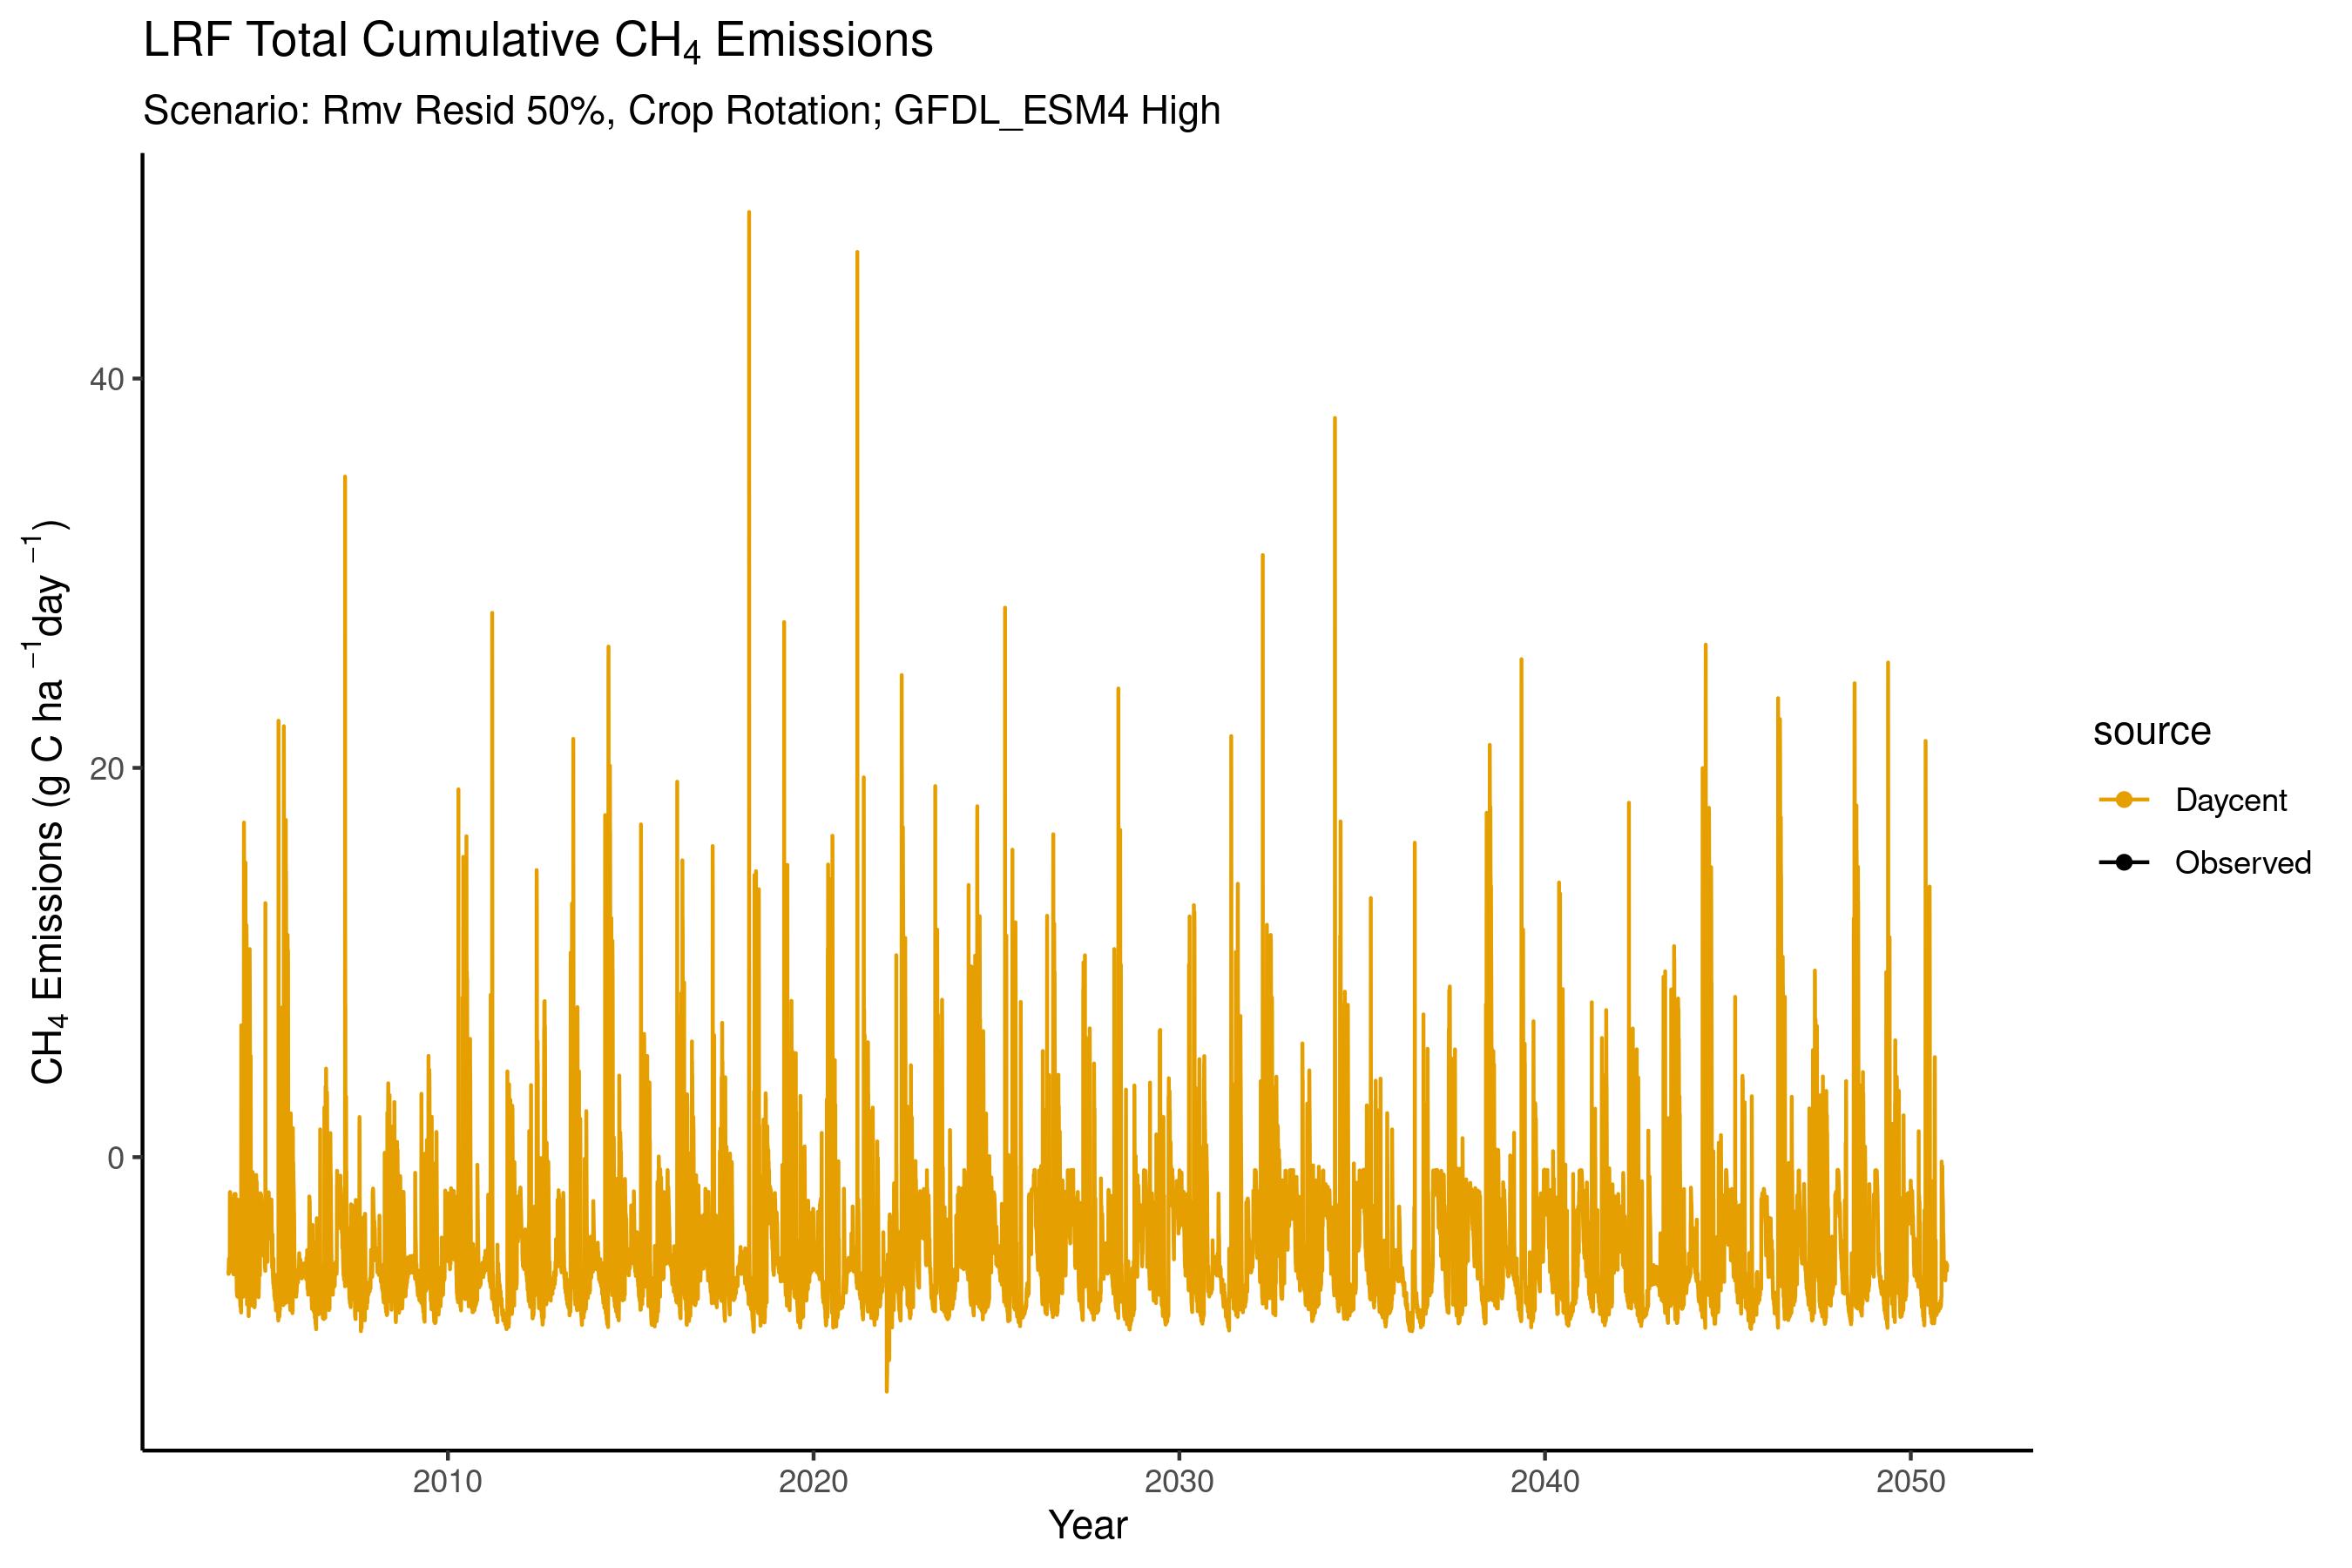 LRF Total Cumulative CH₄ Emissions
Scenario: Rmv Resid 50%, Crop Rotation; GFDL_ESM4 High
CH₄ Emissions (g C ha ⁻¹day ⁻¹)
40
20
0
2010 2020 2030 2040 2050
Year
source
Daycent
Observed